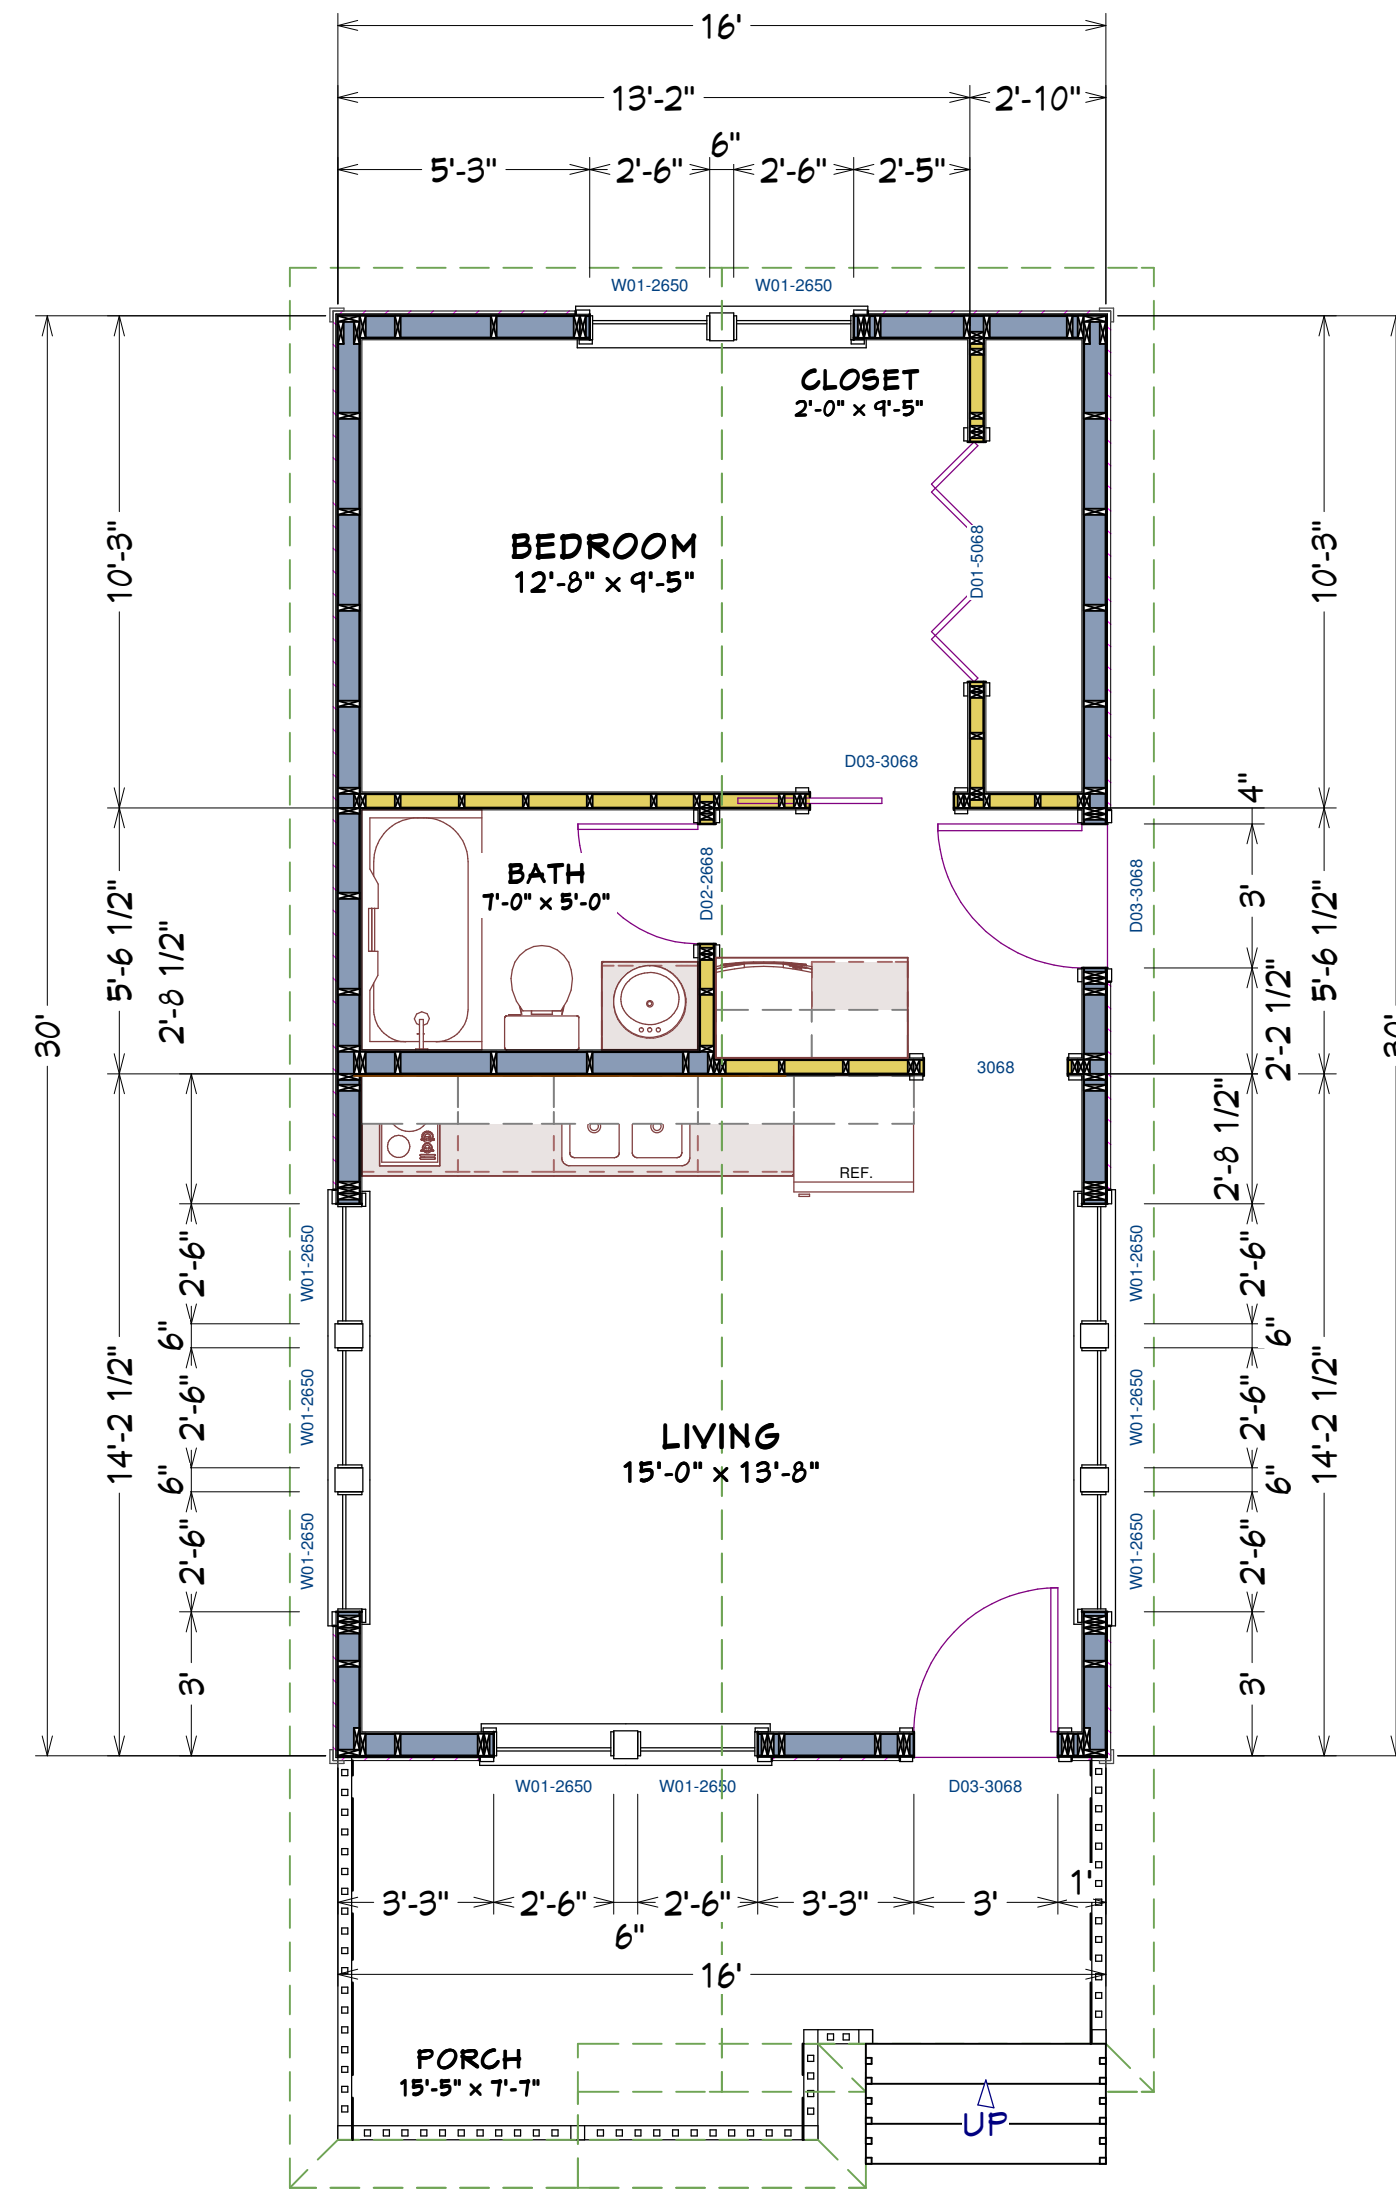 16'
13'-2"
2'-10"
6"
5'-3"
2'-6"
2'-6"
2'-5"
W01-2650
W01-2650
CLOSET
2'-0" x 9'-5"
10'-3"
BEDROOM
12'-8" x 9'-5"
D01-5068
10'-3"
D03-3068
4"
BATH
7'-0" x 5'-0"
D02-2668
D03-3068
3'
5'-6 1/2"
5'-6 1/2"
2'-8 1/2"
2'-2 1/2"
30'
30'
3068
2'-8 1/2"
REF.
2'-6"
W01-2650
W01-2650
2'-6"
6"
6"
14'-2 1/2"
2'-6"
W01-2650
W01-2650
2'-6"
14'-2 1/2"
LIVING
15'-0" x 13'-8"
6"
6"
2'-6"
W01-2650
W01-2650
2'-6"
3'
3'
W01-2650
W01-2650
D03-3068
3'-3"
2'-6"
2'-6"
3'-3"
3'
1'
6"
16'
PORCH
15'-5" x 7'-7"
UP